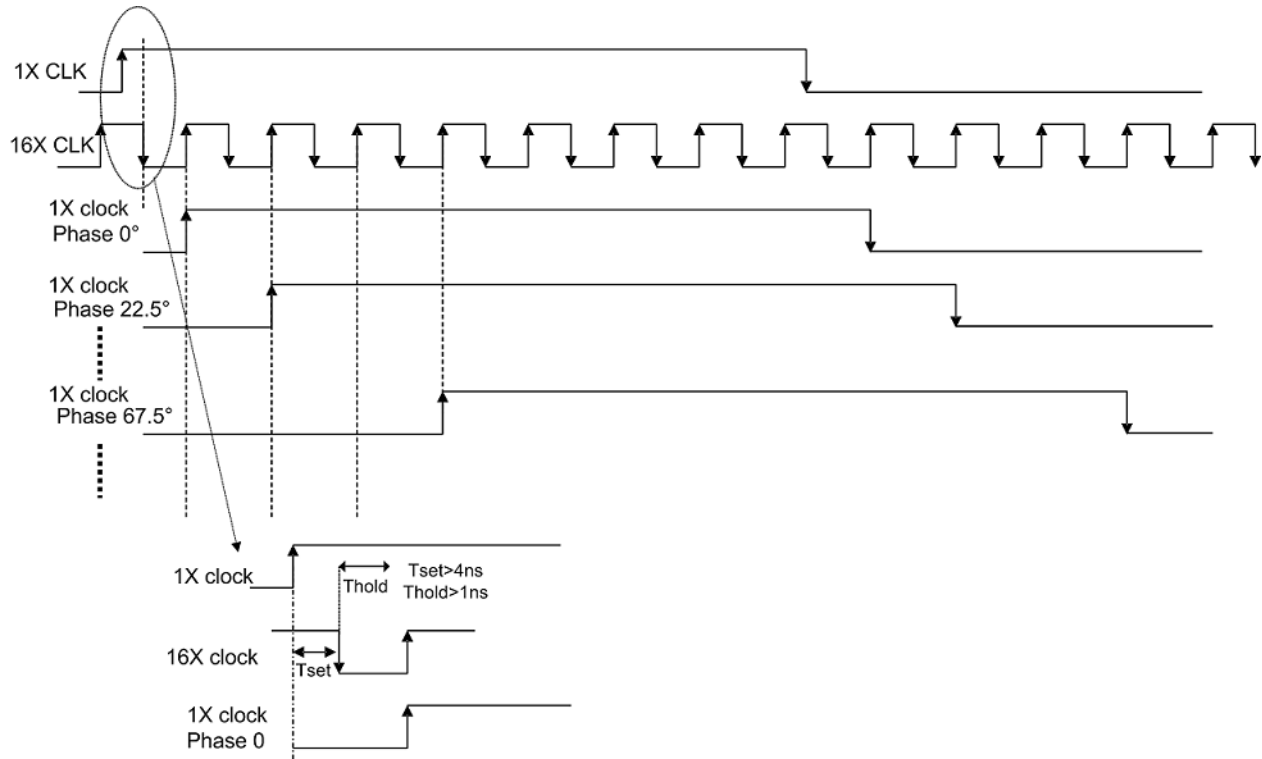 1X CLK
16X CLK
1X clock
Phase 0°
1X clock
Phase 22.5°
1X clock
Phase 67.5°
1X clock
Thold
Tset>4ns
Thold>1ns
16X clock
Tset
1X clock
Phase 0